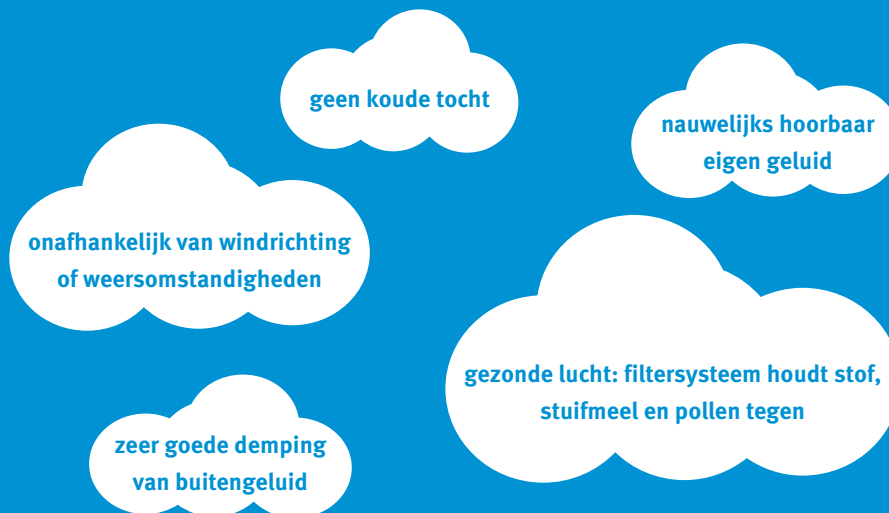 geen koude tocht
nauwelijks hoorbaar
eigen geluid
onafhankelijk van windrichting
of weersomstandigheden
gezonde lucht: filtersysteem houdt stof,
stuifmeel en pollen tegen
zeer goede demping
van buitengeluid